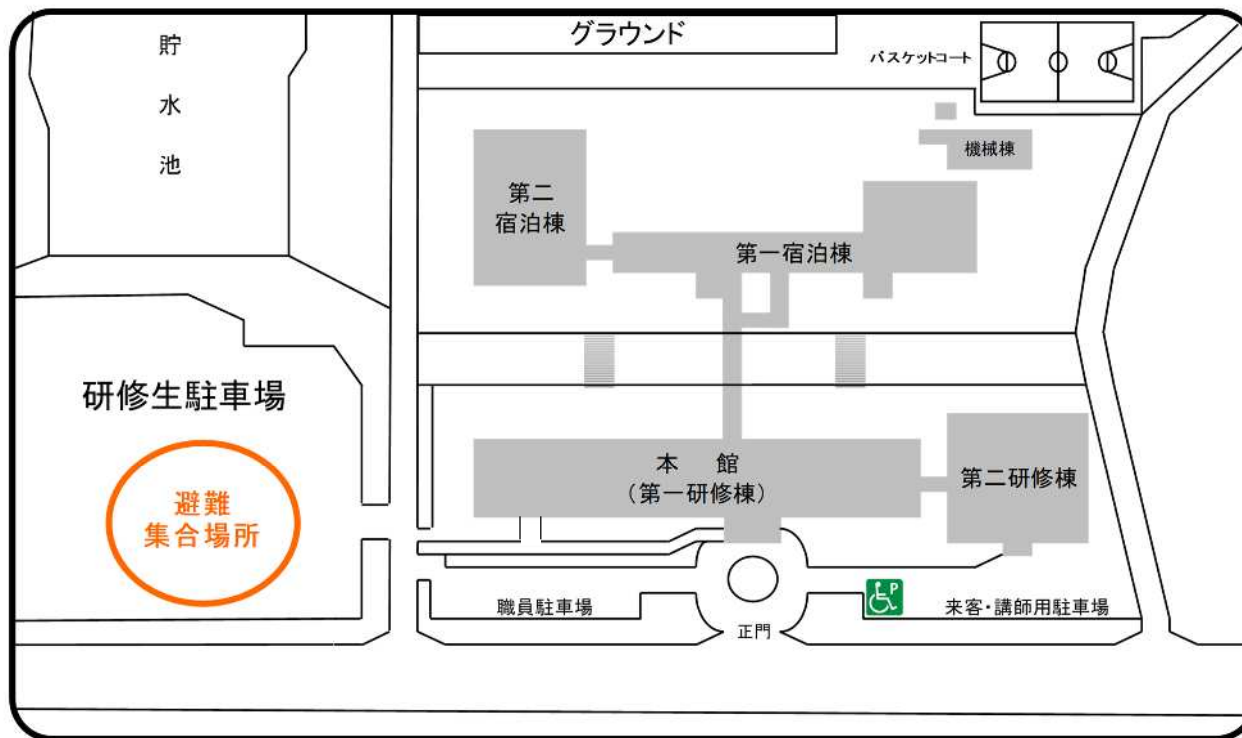 グラウンド
貯
水
池
バスケットコート
機械棟
第二
宿泊棟
第一宿泊棟
研修生駐車場
本　館
（第一研修棟）
第二研修棟
避難
集合場所
P
職員駐車場
来客・講師用駐車場
正門